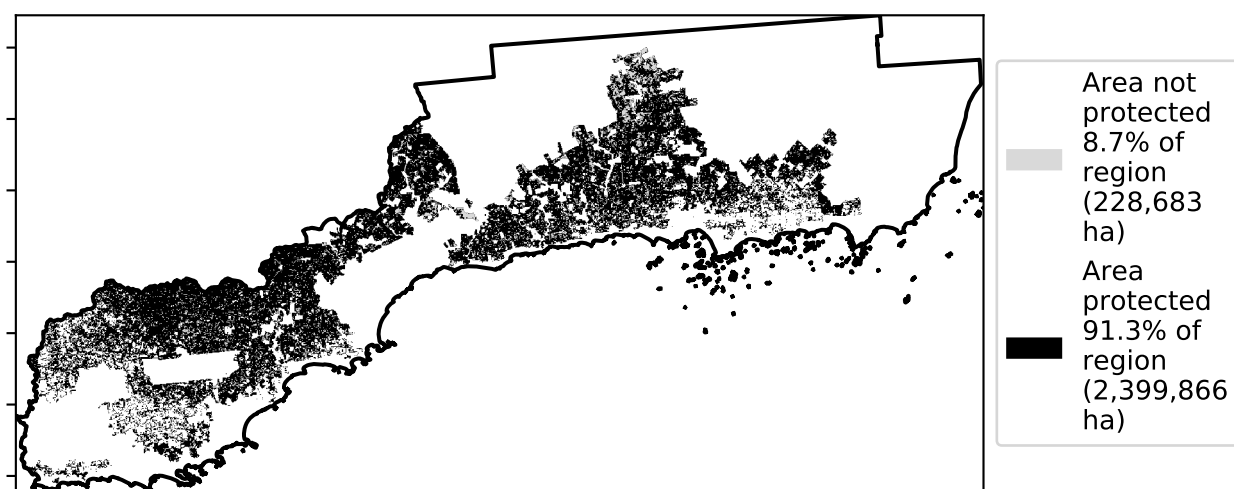 Area not
protected
8.7% of
region
(228,683
ha)
Area
protected
91.3% of
region
(2,399,866
ha)